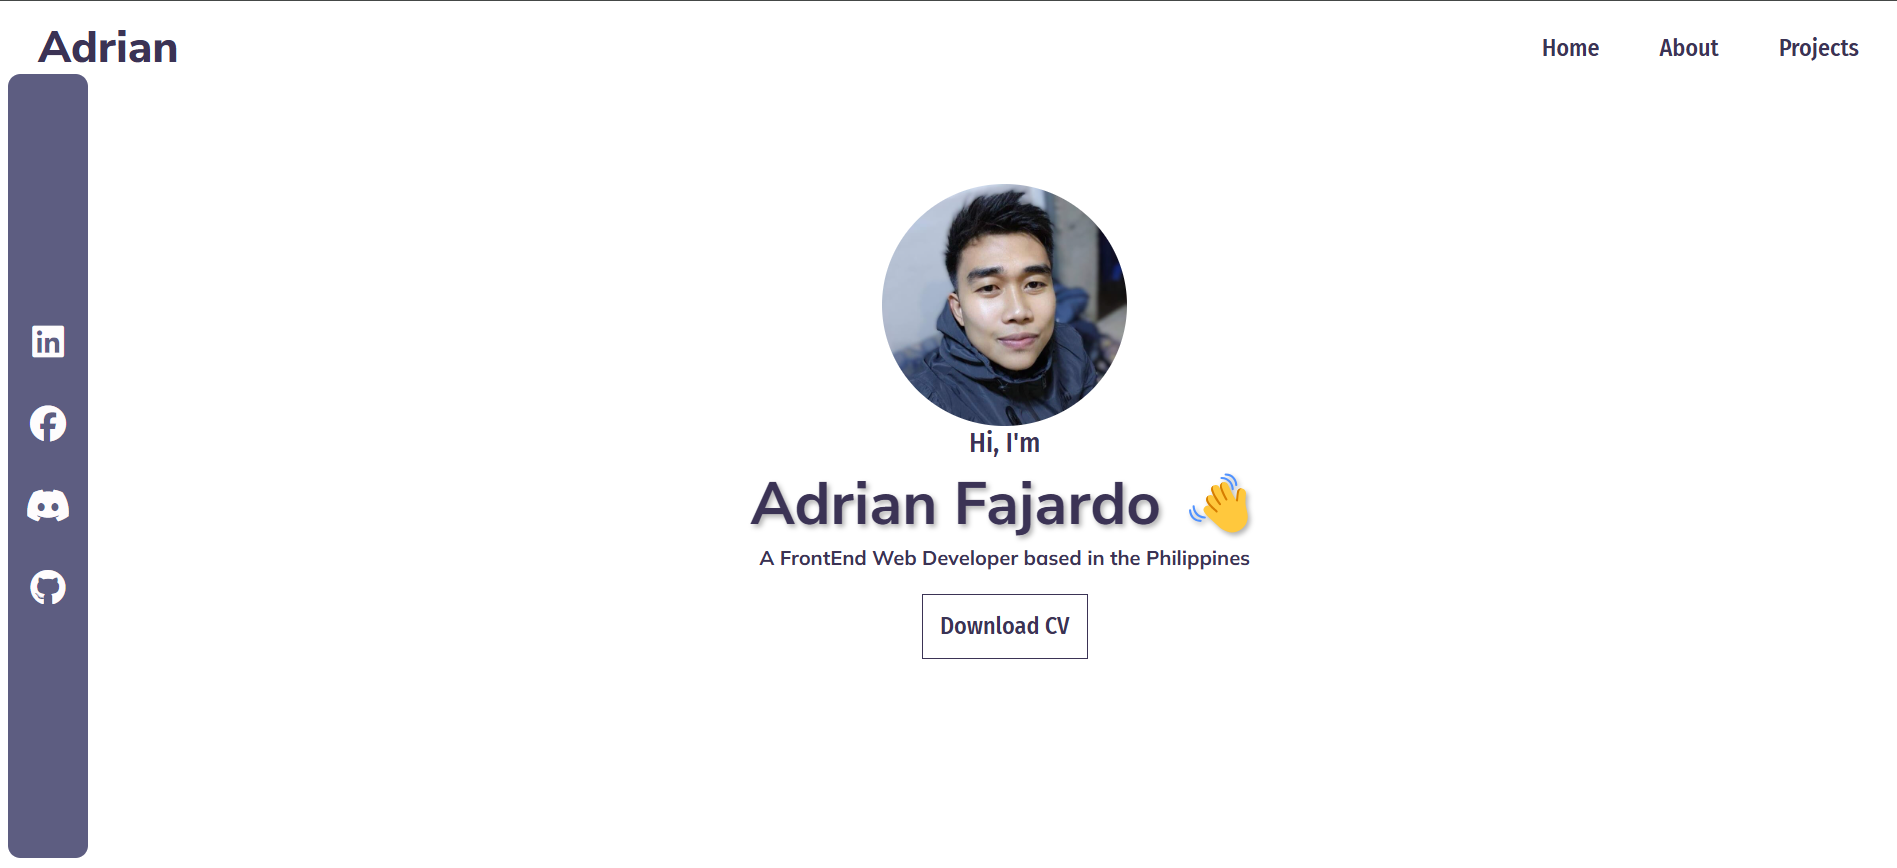 Adrian
Home About Projects
in
Hi, I'm
Adrian Fajardo 👋
A FrontEnd Web Developer based in the Philippines
Download CV